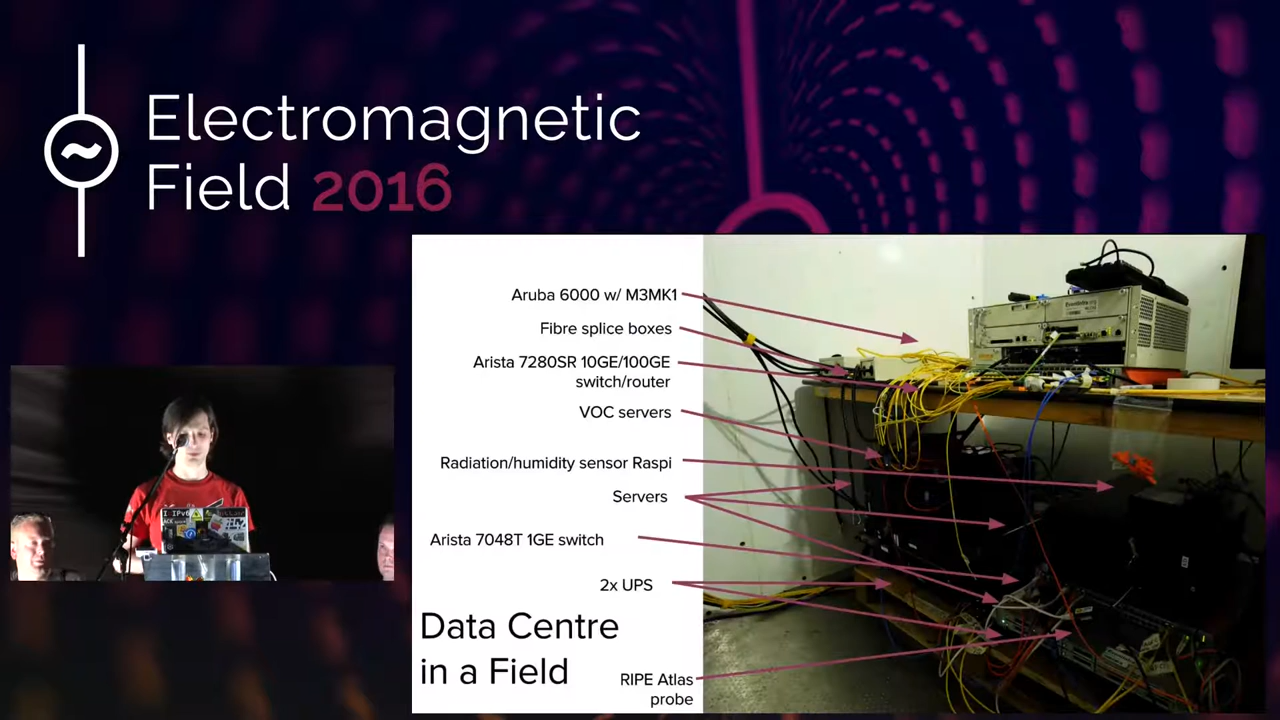 Electromagnetic
Field 2016
Aruba 6000 w/ M3MK1
Fibre splice boxes
Arista 7280SR 10GE/100GE
switch/router
VOC servers
Radiation/humidity sensor Raspi
Servers
Arista 7048T 1GE switch
2x UPS
Data Centre
in a Field
RIPE Atlas
probe
I IPv6